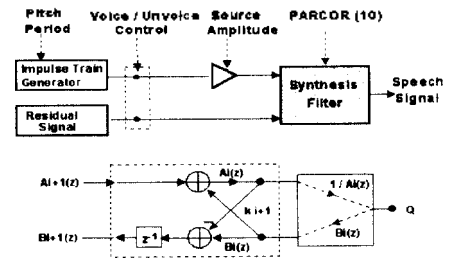 Pitch Period
Voice / Unvoice Control
Source Amplitude
PARCOR (10)
Impulse Train Generator
Residual Signal
Synthesis Filter
Speech Signal
Ai+1(z)
Ai(z)
k i+1
1 / Ai(z)
Q
Bi+1(z)
z-1
Bi(z)
Bi(z)